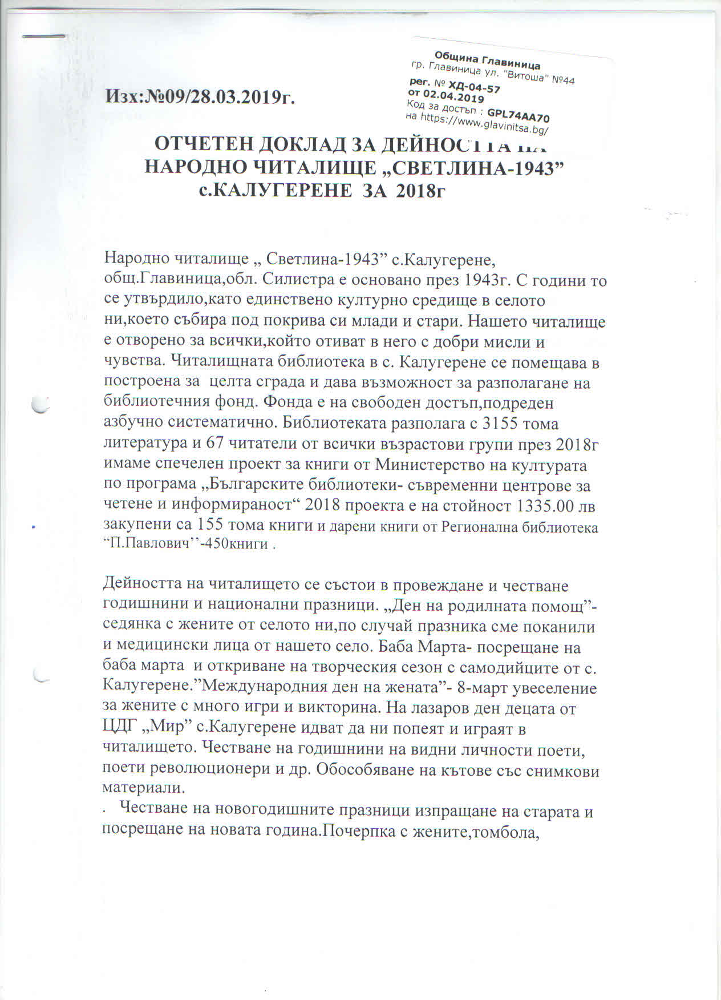 Община Главиница
гр. Главиница ул. "Витоша" №44
рег. № ХД-04-57
от 02.04.2019
Код за достъп : GPL74AA70
на https://www.glavinitsa.bg/
Изх:№09/28.03.2019г.
ОТЧЕТЕН ДОКЛАД ЗА ДЕЙНОСТТА НА
НАРОДНО ЧИТАЛИЩЕ „СВЕТЛИНА-1943”
с.КАЛУГЕРЕНЕ ЗА 2018г
Народно читалище „ Светлина-1943” с.Калугерене,
общ.Главиница,обл. Силистра е основано през 1943г. С години то
се утвърдило,като единствено културно средище в селото
ни,което събира под покрива си млади и стари. Нашето читалище
е отворено за всички,който отиват в него с добри мисли и
чувства. Читалищната библиотека в с. Калугерене се помещава в
построена за целта сграда и дава възможност за разполагане на
библиотечния фонд. Фонда е на свободен достъп,подреден
азбучно систематично. Библиотеката разполага с 3155 тома
литература и 67 читатели от всички възрастови групи през 2018г
имаме спечелен проект за книги от Министерство на културата
по програма „Българските библиотеки- съвременни центрове за
четене и информираност“ 2018 проекта е на стойност 1335.00 лв
закупени са 155 тома книги и дарени книги от Регионална библиотека
“П.Павлович’’-450книги .
Дейността на читалището се състои в провеждане и честване
годишнини и национални празници. „Ден на родилната помощ”-
седянка с жените от селото ни,по случай празника сме поканили
и медицински лица от нашето село. Баба Марта- посрещане на
баба марта и откриване на творческия сезон с самодийците от с.
Калугерене.”Международния ден на жената”- 8-март увеселение
за жените с много игри и викторина. На лазаров ден децата от
ЦДГ „Мир” с.Калугерене идват да ни попеят и играят в
читалището. Честване на годишнини на видни личности поети,
поети революционери и др. Обособяване на кътове със снимкови
материали.
. Честване на новогодишните празници изпращане на старата и
посрещане на новата година.Почерпка с жените,томбола,